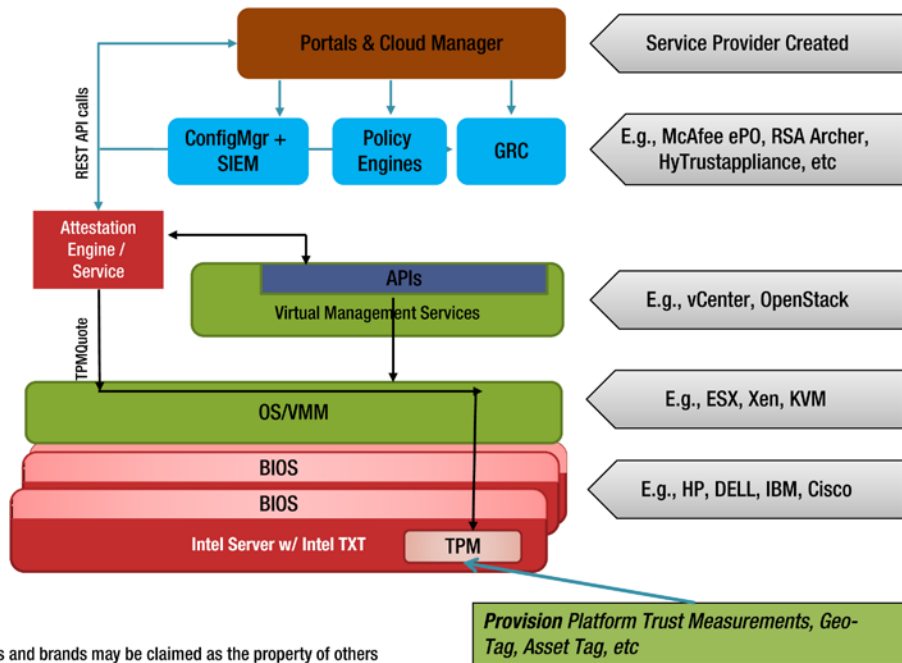 Portals & Cloud Manager
Service Provider Created
REST API calls
ConfigMgr +
SIEM
Policy
Engines
GRC
E.g., McAfee ePO, RSA Archer,
HyTrustappliance, etc
Attestation
Engine /
Service
APIs
Virtual Management Services
E.g., vCenter, OpenStack
TPMQuote
OS/VMM
E.g., ESX, Xen, KVM
BIOS
BIOS
E.g., HP, DELL, IBM, Cisco
Intel Server w/ Intel TXT
TPM
Provision Platform Trust Measurements, Geo-
Tag, Asset Tag, etc
s and brands may be claimed as the property of others